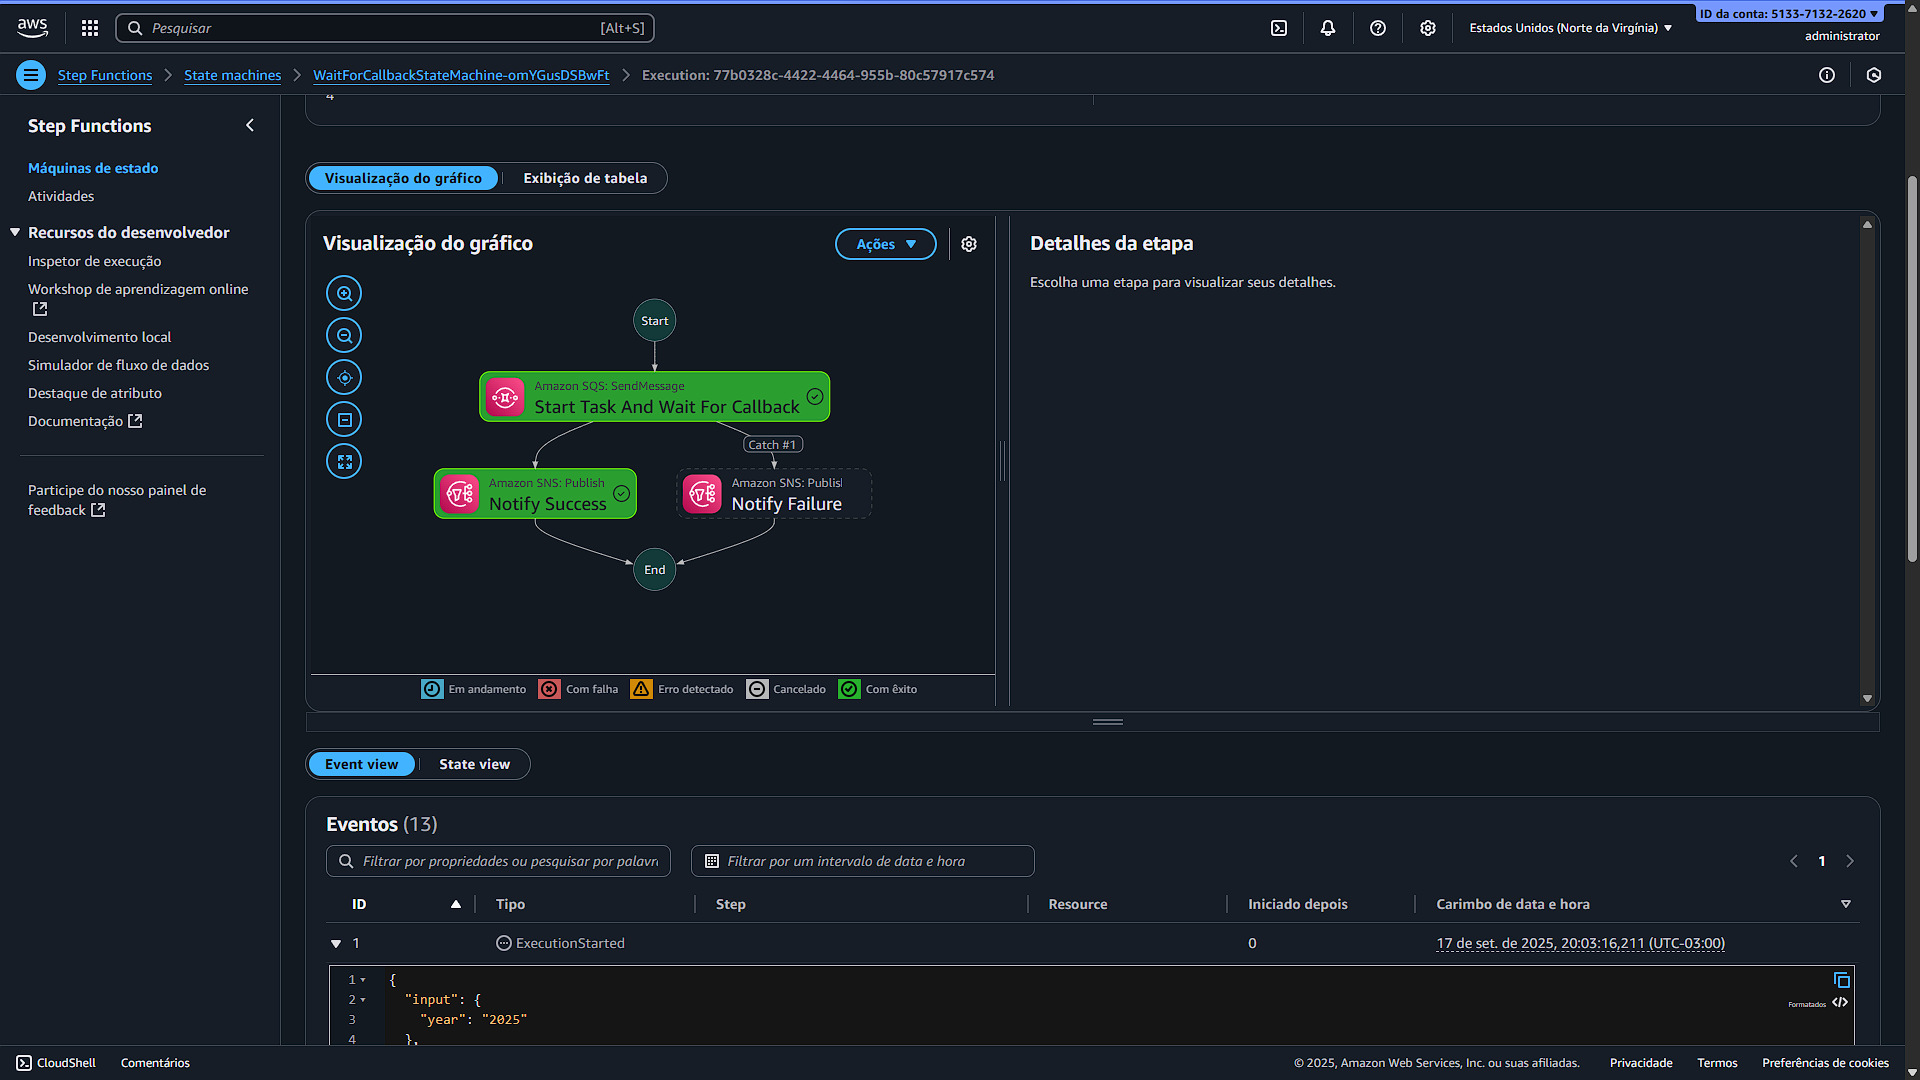 aws
Pesquisar
[Alt+S]
Estados Unidos (Norte da Virgínia)
ID da conta: 5133-7132-2620
administrator
Step Functions
State machines
WaitForCallbackStateMachine-omYGusDSBwFt
Execution: 77b0328c-4422-4464-955b-80c57917c574
Step Functions
Máquinas de estado
Atividades
Recursos do desenvolvedor
Inspetor de execução
Workshop de aprendizagem online
Desenvolvimento local
Simulador de fluxo de dados
Destaque de atributo
Documentação
Participe do nosso painel de
feedback
4
Visualização do gráfico
Exibição de tabela
Visualização do gráfico
Ações
Start
Amazon SQS: SendMessage
Start Task And Wait For Callback
Catch #1
Amazon SNS: Publish
Notify Success
Amazon SNS: Publish
Notify Failure
End
Em andamento
Com falha
Erro detectado
Cancelado
Com êxito
Detalhes da etapa
Escolha uma etapa para visualizar seus detalhes.
Event view
State view
Eventos (13)
Filtrar por propriedades ou pesquisar por palavr
Filtrar por um intervalo de data e hora
1
ID
Tipo
Step
Resource
Iniciado depois
Carimbo de data e hora
1
ExecutionStarted
0
17 de set. de 2025, 20:03:16,211 (UTC-03:00)
1 {
2 "input": {
3 "year": "2025"
4 },
Formatados
CloudShell
Comentários
© 2025, Amazon Web Services, Inc. ou suas afiliadas.
Privacidade
Termos
Preferências de cookies